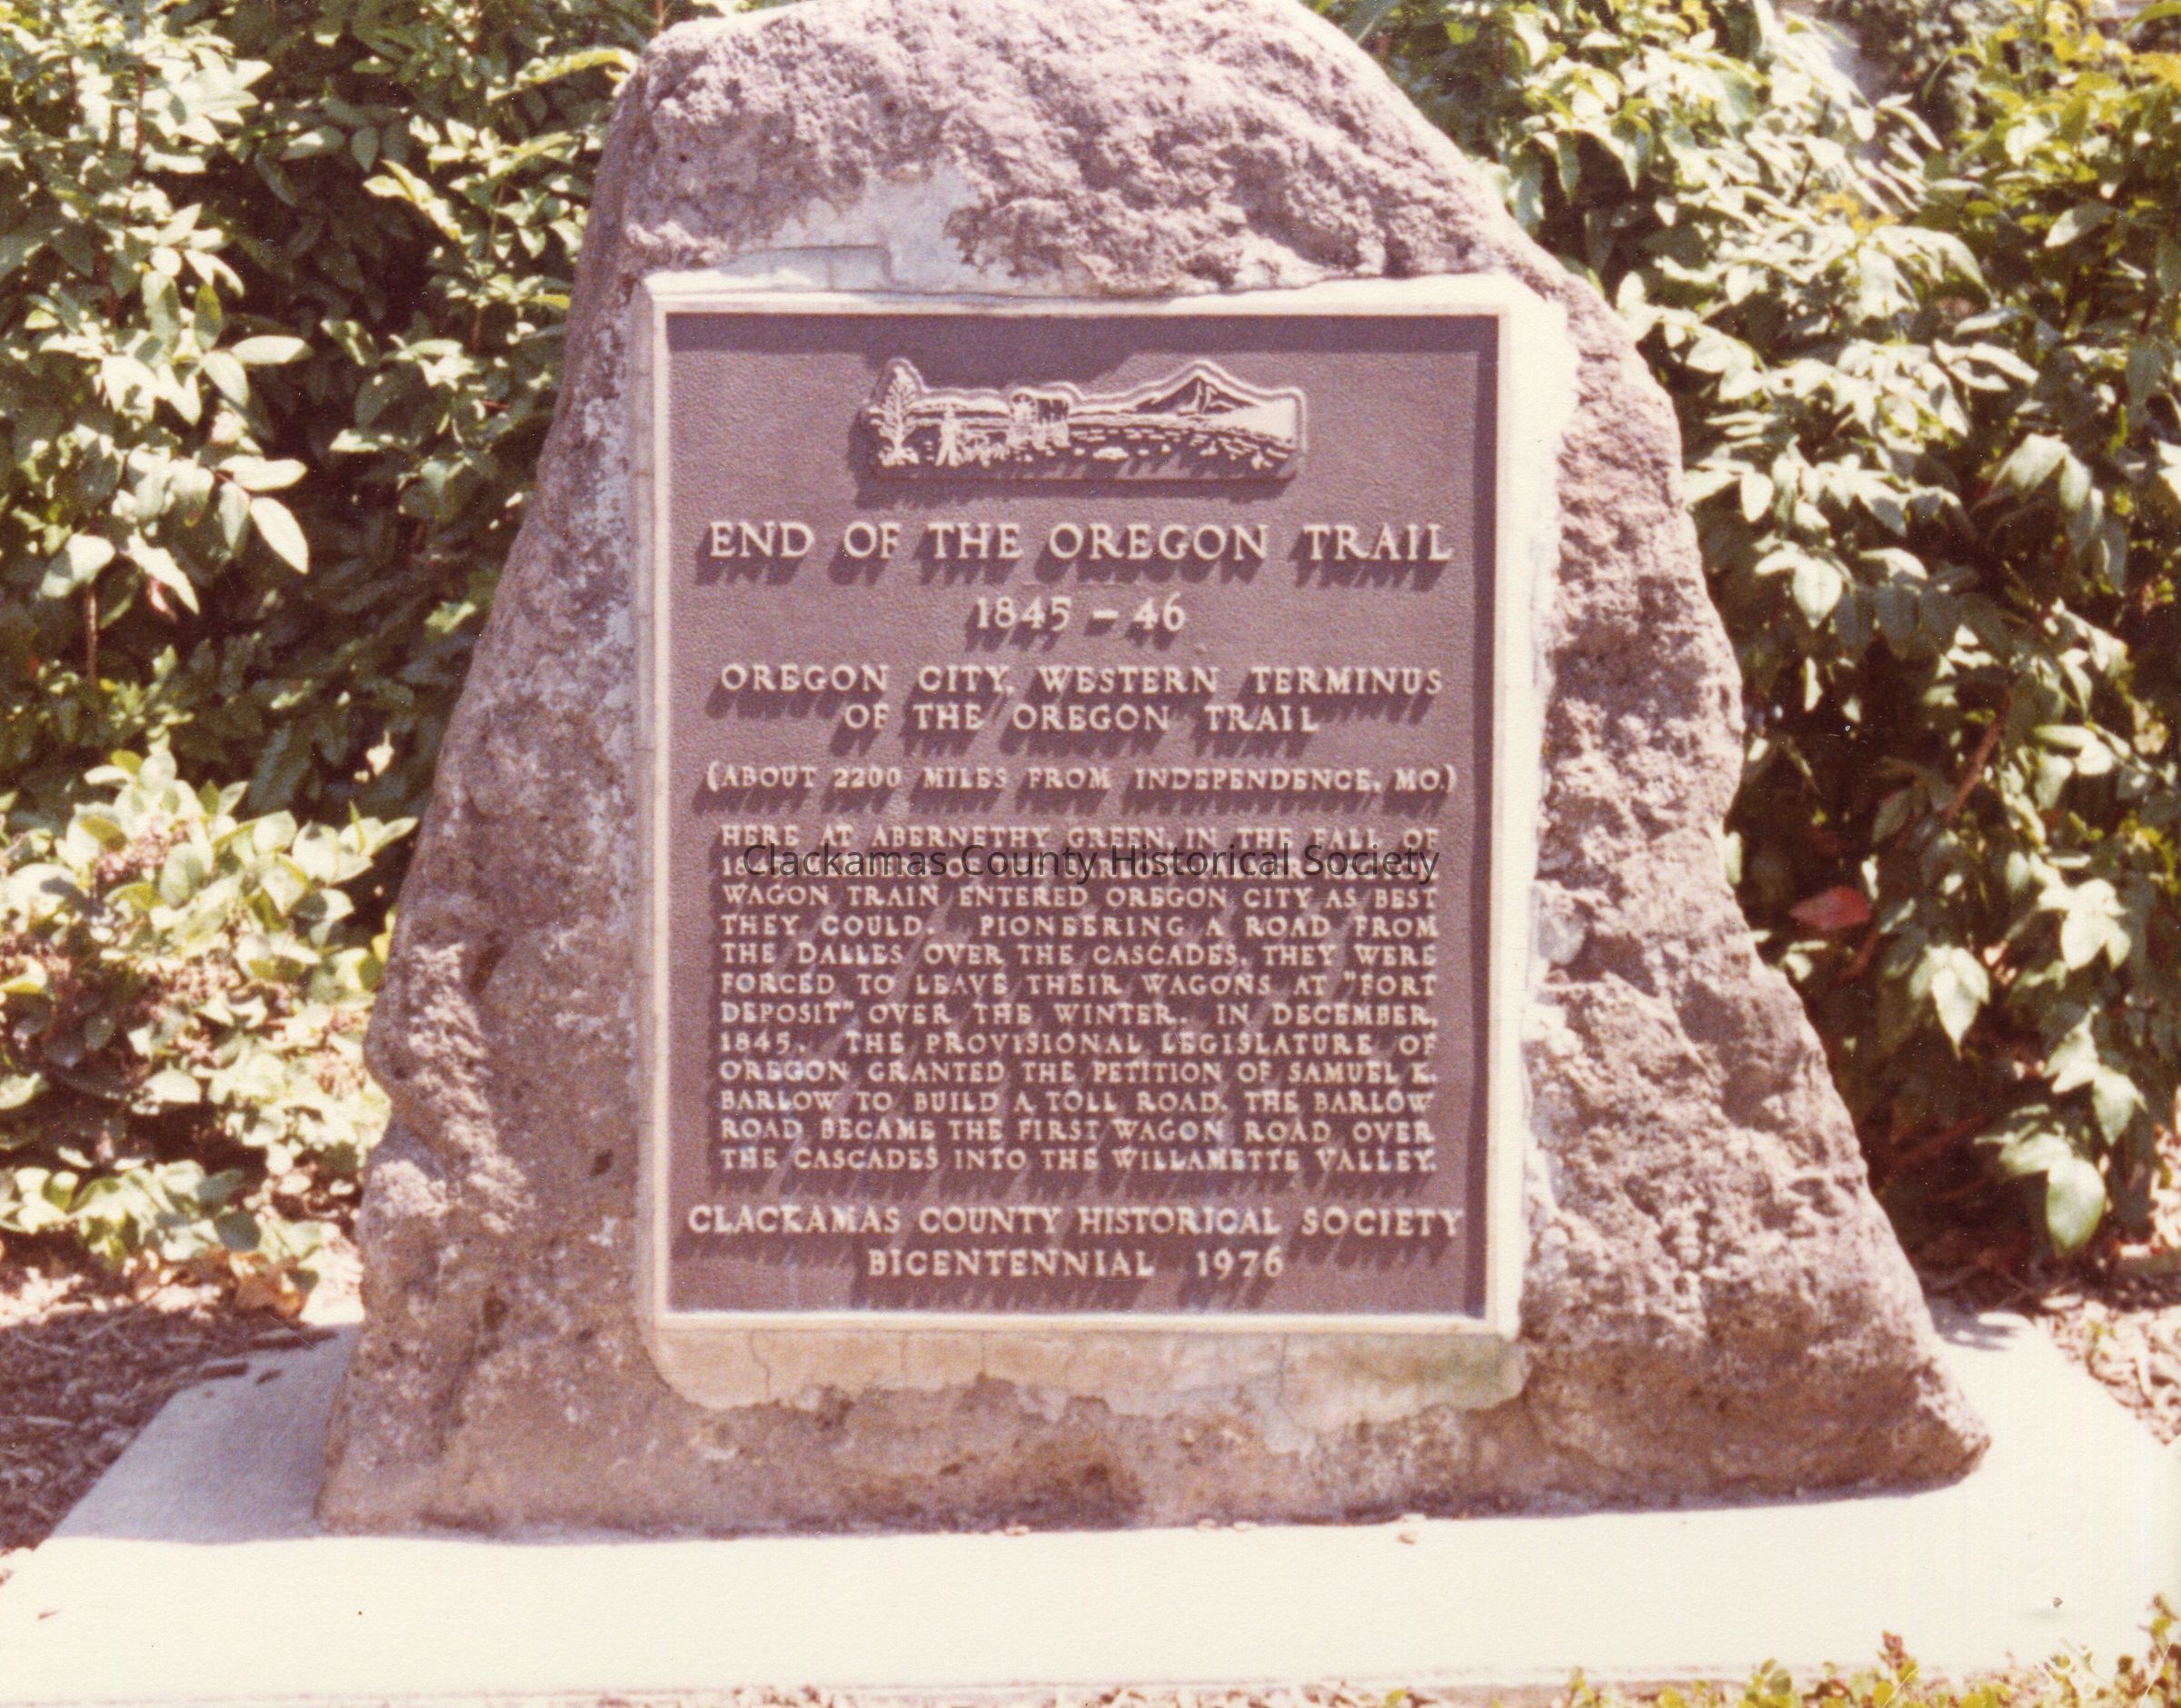 END OF THE OREGON TRAIL
1845 – 46
OREGON CITY, WESTERN TERMINUS
OF THE OREGON TRAIL
(ABOUT 2200 MILES FROM INDEPENDENCE, MO.)
HERE AT ABERNETHY GREEN, IN THE FALL OF
Clackamas County Historical Society
WAGON TRAIN ENTERED OREGON CITY AS BEST
THEY COULD. PIONEERING A ROAD FROM
THE DALLES OVER THE CASCADES, THEY WERE
FORCED TO LEAVE THEIR WAGONS AT "FORT
DEPOSIT" OVER THE WINTER. IN DECEMBER,
1845, THE PROVISIONAL LEGISLATURE OF
OREGON GRANTED THE PETITION OF SAMUEL K.
BARLOW TO BUILD A TOLL ROAD. THE BARLOW
ROAD BECAME THE FIRST WAGON ROAD OVER
THE CASCADES INTO THE WILLAMETTE VALLEY.
CLACKAMAS COUNTY HISTORICAL SOCIETY
BICENTENNIAL 1976